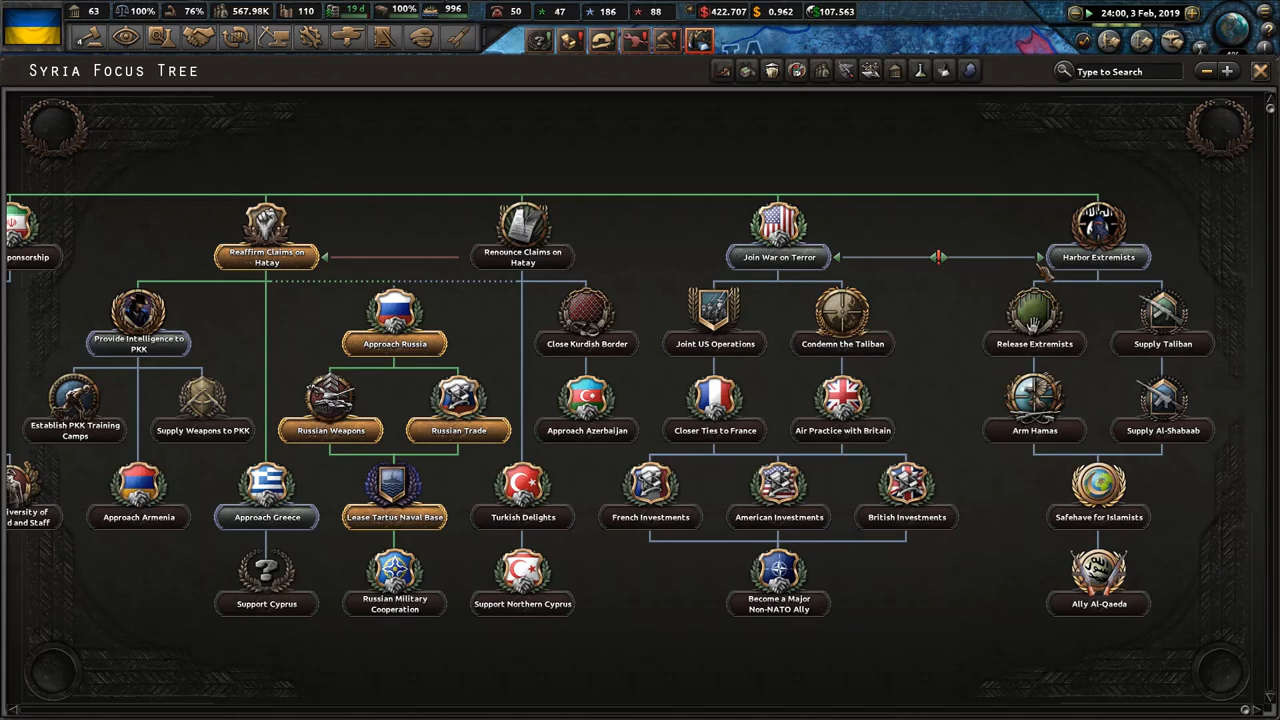 63 100% 76% 567.98K 110 19 d 100% 996 50 47 186 88 $422.707 $ 0.962 $107.563 24:00, 3 Feb, 2019
4
Syria Focus Tree
Type to Search
ponsorship
Reaffirm Claims on
Hatay
Renounce Claims on
Hatay
Join War on Terror
Harbor Extremists
Provide Intelligence to
PKK
Approach Russia
Close Kurdish Border
Joint US Operations
Condemn the Taliban
Release Extremists
Supply Taliban
Establish PKK Training
Camps
Supply Weapons to PKK
Russian Weapons
Russian Trade
Approach Azerbaijan
Closer Ties to France
Air Practice with Britain
Arm Hamas
Supply Al-Shabaab
iversity of
d and Staff
Approach Armenia
Approach Greece
Lease Tartus Naval Base
Turkish Delights
French Investments
American Investments
British Investments
Safehave for Islamists
Support Cyprus
Russian Military
Cooperation
Support Northern Cyprus
Become a Major
Non-NATO Ally
Ally Al-Qaeda